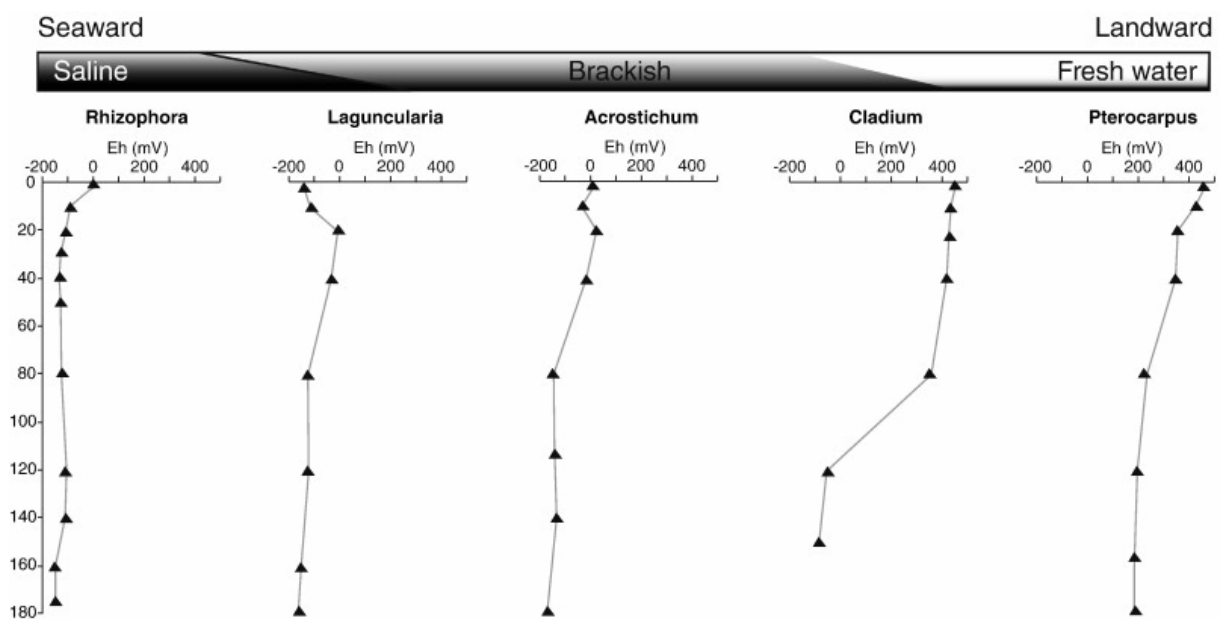 Seaward Landward
Saline Brackish Fresh water
Rhizophora Laguncularia Acrostichum Cladium Pterocarpus
Eh (mV) Eh (mV) Eh (mV) Eh (mV) Eh (mV)
-200 0 200 400 -200 0 200 400 -200 0 200 400 -200 0 200 400 -200 0 200 400
0
20
40
60
80
100
120
140
160
180